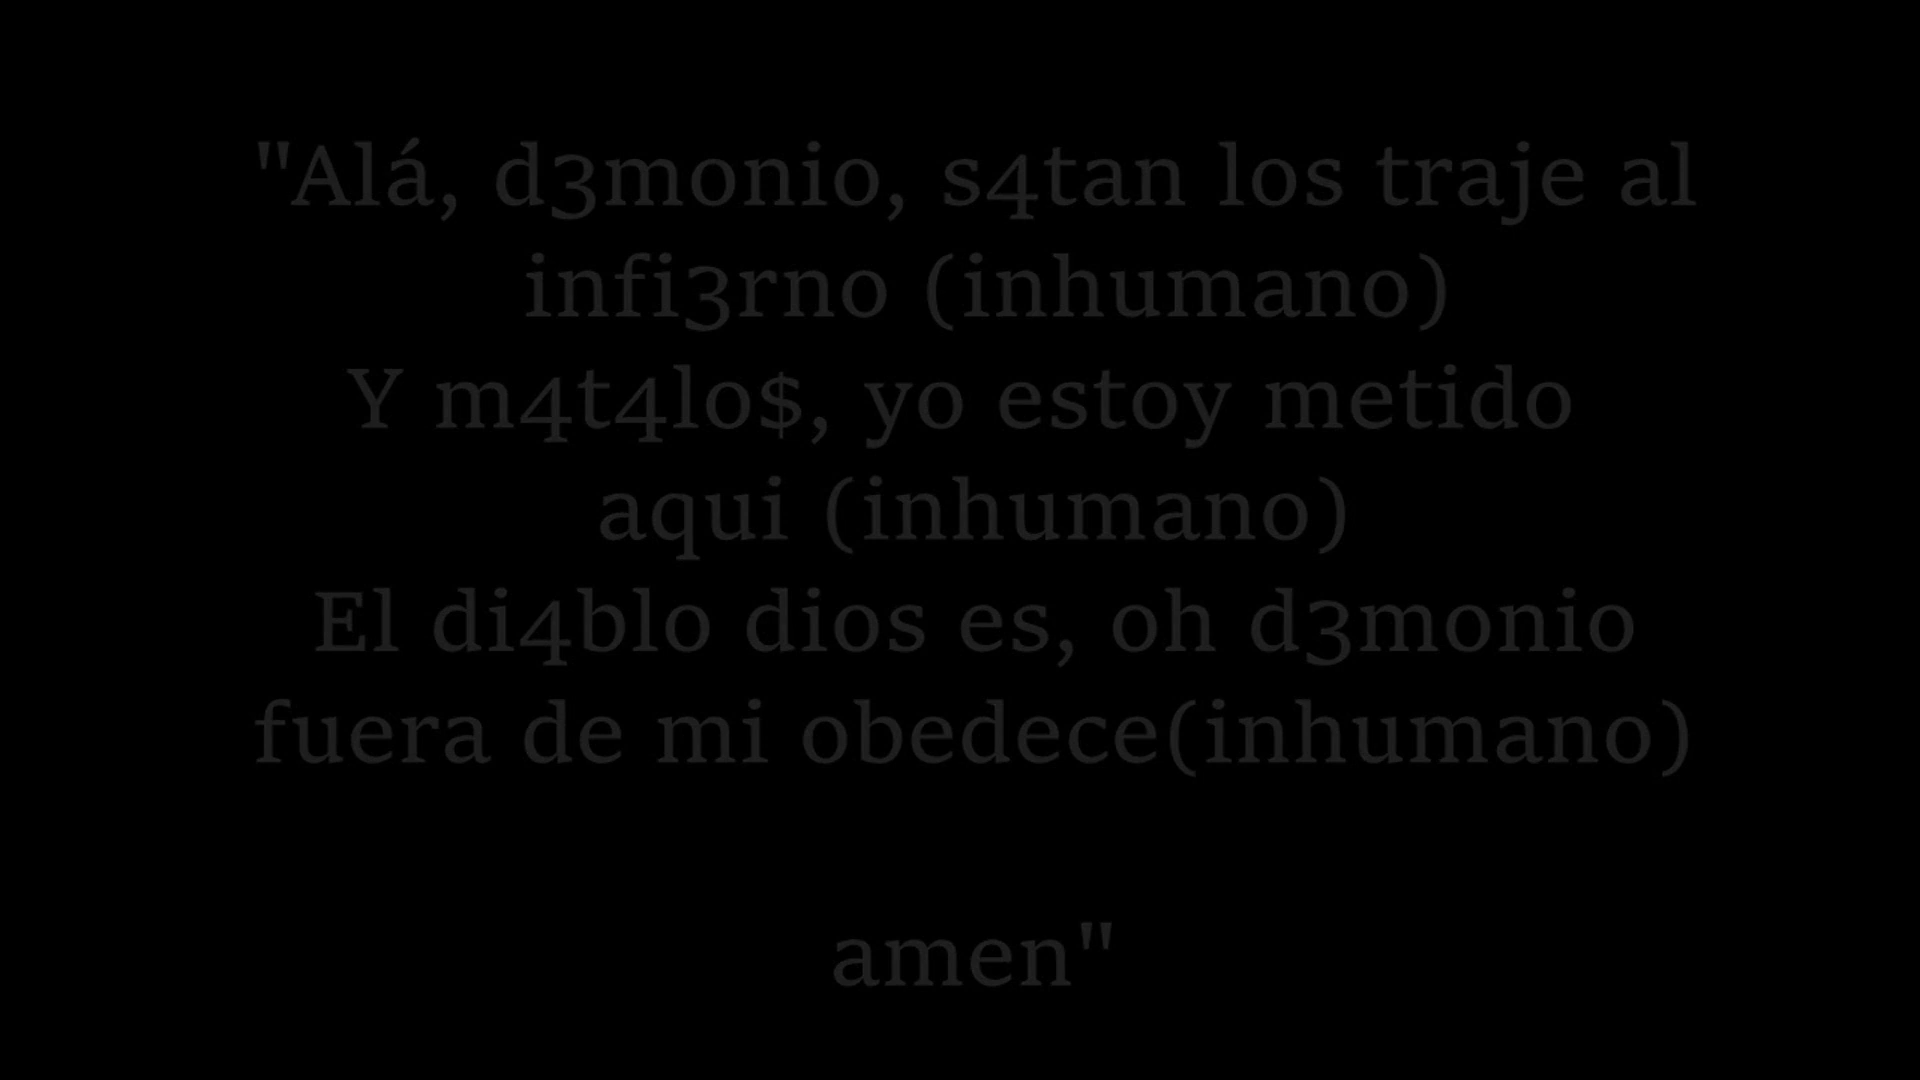 "Alá, d3monio, s4tan los traje al
infi3rno (inhumano)
Y m4t4lo$, yo estoy metido
aqui (inhumano)
El di4blo dios es, oh d3monio
fuera de mi obedece(inhumano)
amen"